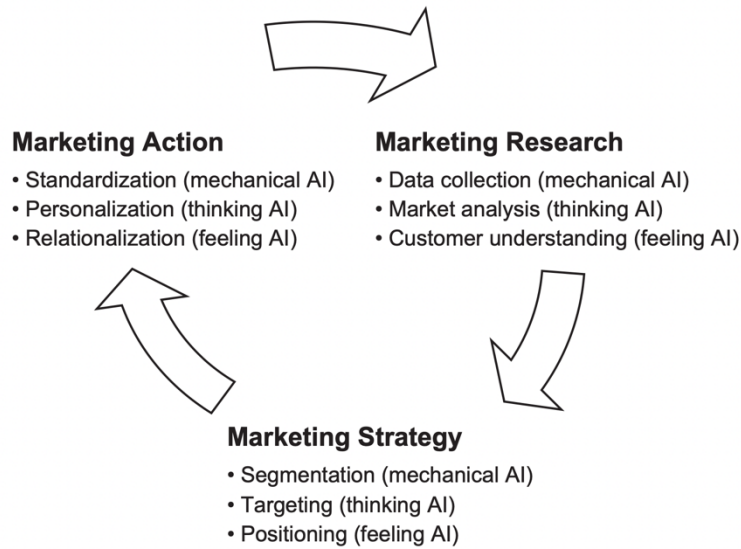 Marketing Action
• Standardization (mechanical AI)
• Personalization (thinking AI)
• Relationalization (feeling AI)
Marketing Research
• Data collection (mechanical AI)
• Market analysis (thinking AI)
• Customer understanding (feeling AI)
Marketing Strategy
• Segmentation (mechanical AI)
• Targeting (thinking AI)
• Positioning (feeling AI)